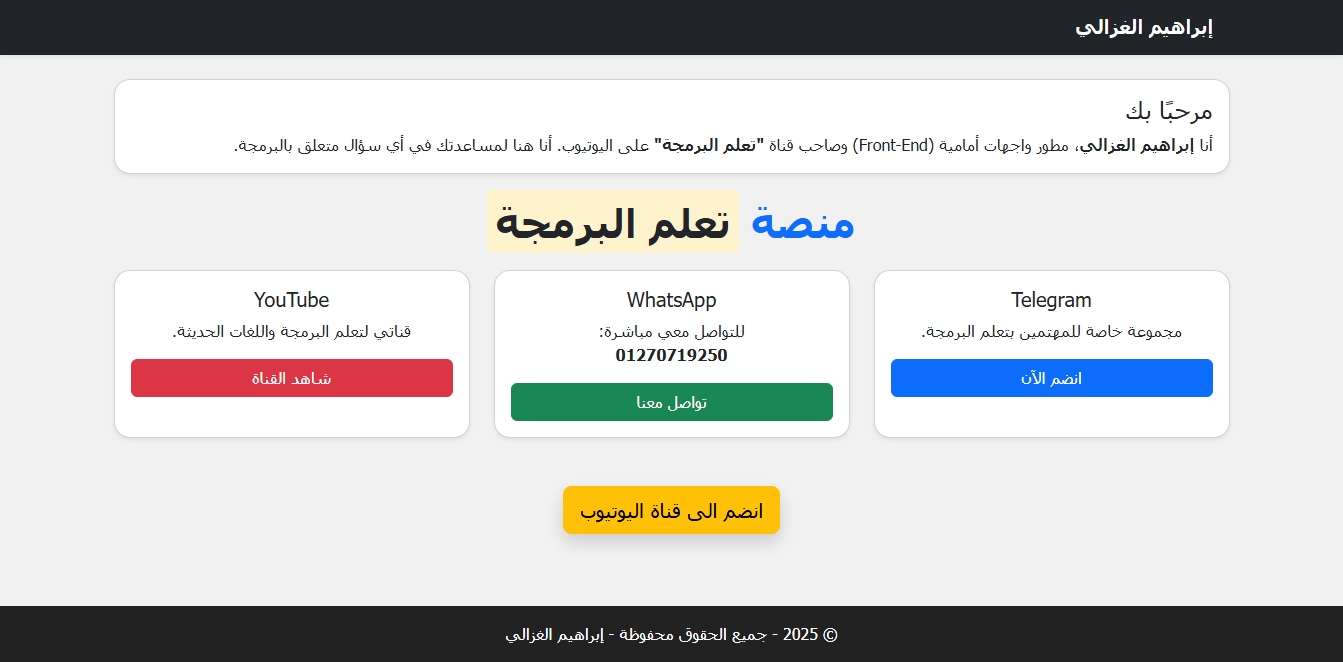 إبراهيم الغزالي
مرحبًا بك
أنا إبراهيم الغزالي، مطور واجهات أمامية (Front-End) وصاحب قناة "تعلم البرمجة" على اليوتيوب. أنا هنا لمساعدتك في أي سؤال متعلق بالبرمجة.
منصة تعلم البرمجة
Telegram
مجموعة خاصة للمهتمين بتعلم البرمجة.
انضم الآن
WhatsApp
للتواصل معي مباشرة:
01270719250
تواصل معنا
YouTube
قناتي لتعلم البرمجة واللغات الحديثة.
شاهد القناة
انضم الى قناة اليوتيوب
© 2025 - جميع الحقوق محفوظة - إبراهيم الغزالي